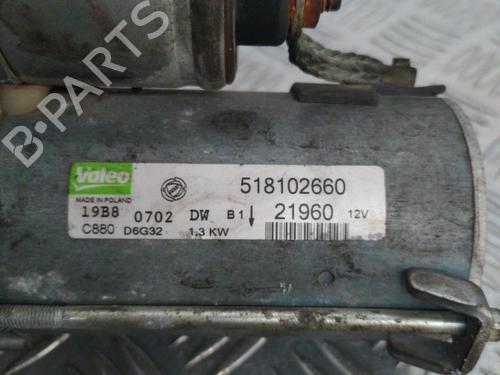 B-PARTS
Valeo
MADE IN POLAND
518102660
19B8 0702 DW B1 21960 12V
C880 D6G32 1,3 KW